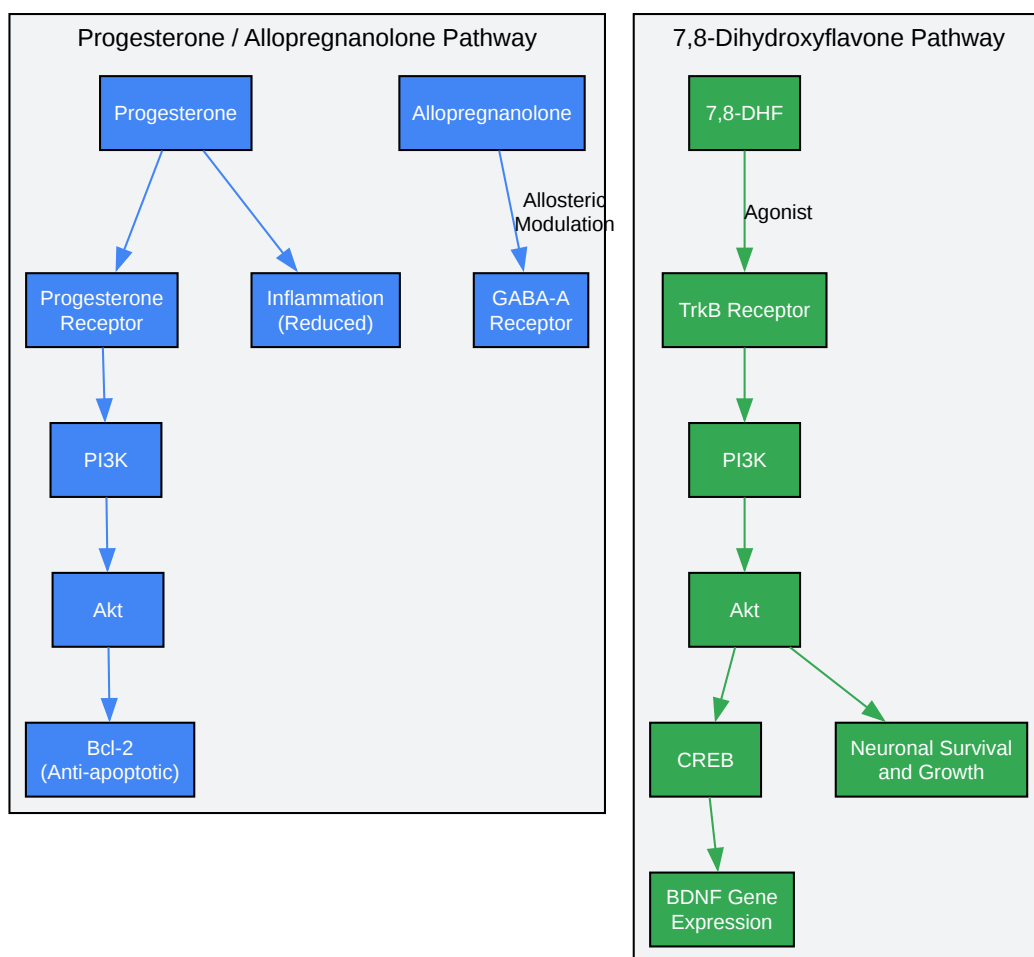 Progesterone / Allopregnanolone Pathway
Progesterone
Allopregnanolone
Allosteric
Modulation
Progesterone
Receptor
Inflammation
(Reduced)
GABA-A
Receptor
PI3K
Akt
Bcl-2
(Anti-apoptotic)
7,8-Dihydroxyflavone Pathway
7,8-DHF
Agonist
TrkB Receptor
PI3K
Akt
CREB
Neuronal Survival
and Growth
BDNF Gene
Expression